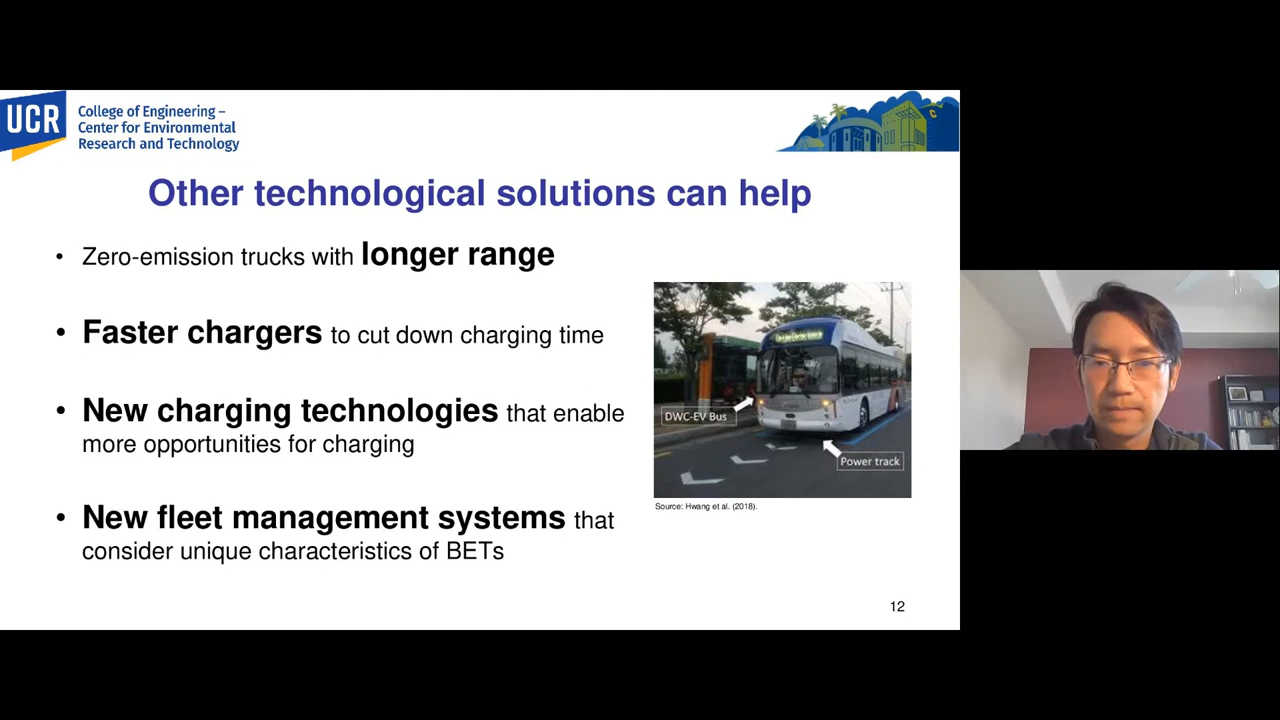 UCR
College of Engineering –
Center for Environmental
Research and Technology
C
Other technological solutions can help
• Zero-emission trucks with longer range
• Faster chargers to cut down charging time
• New charging technologies that enable
more opportunities for charging
DWC-EV Bus
Power track
Source: Hwang et al. (2018).
• New fleet management systems that
consider unique characteristics of BETs
12